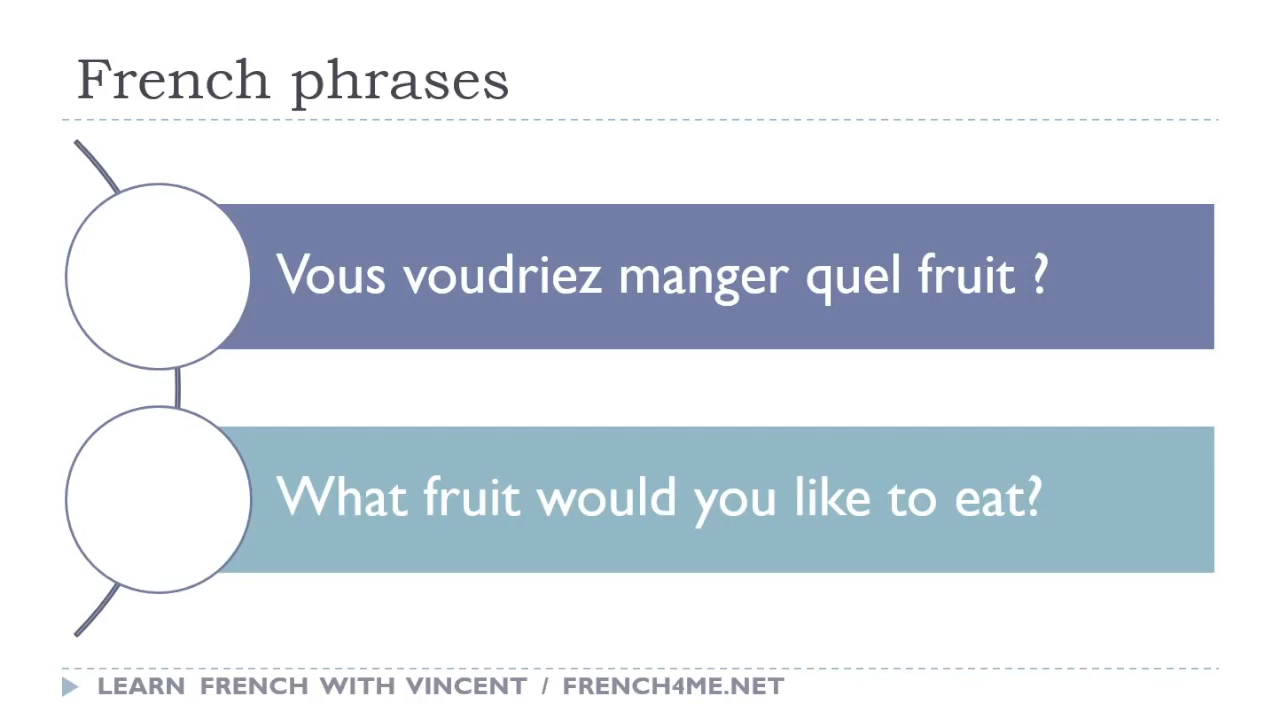 French phrases
Vous voudriez manger quel fruit ?
What fruit would you like to eat?
LEARN FRENCH WITH VINCENT / FRENCH4ME.NET